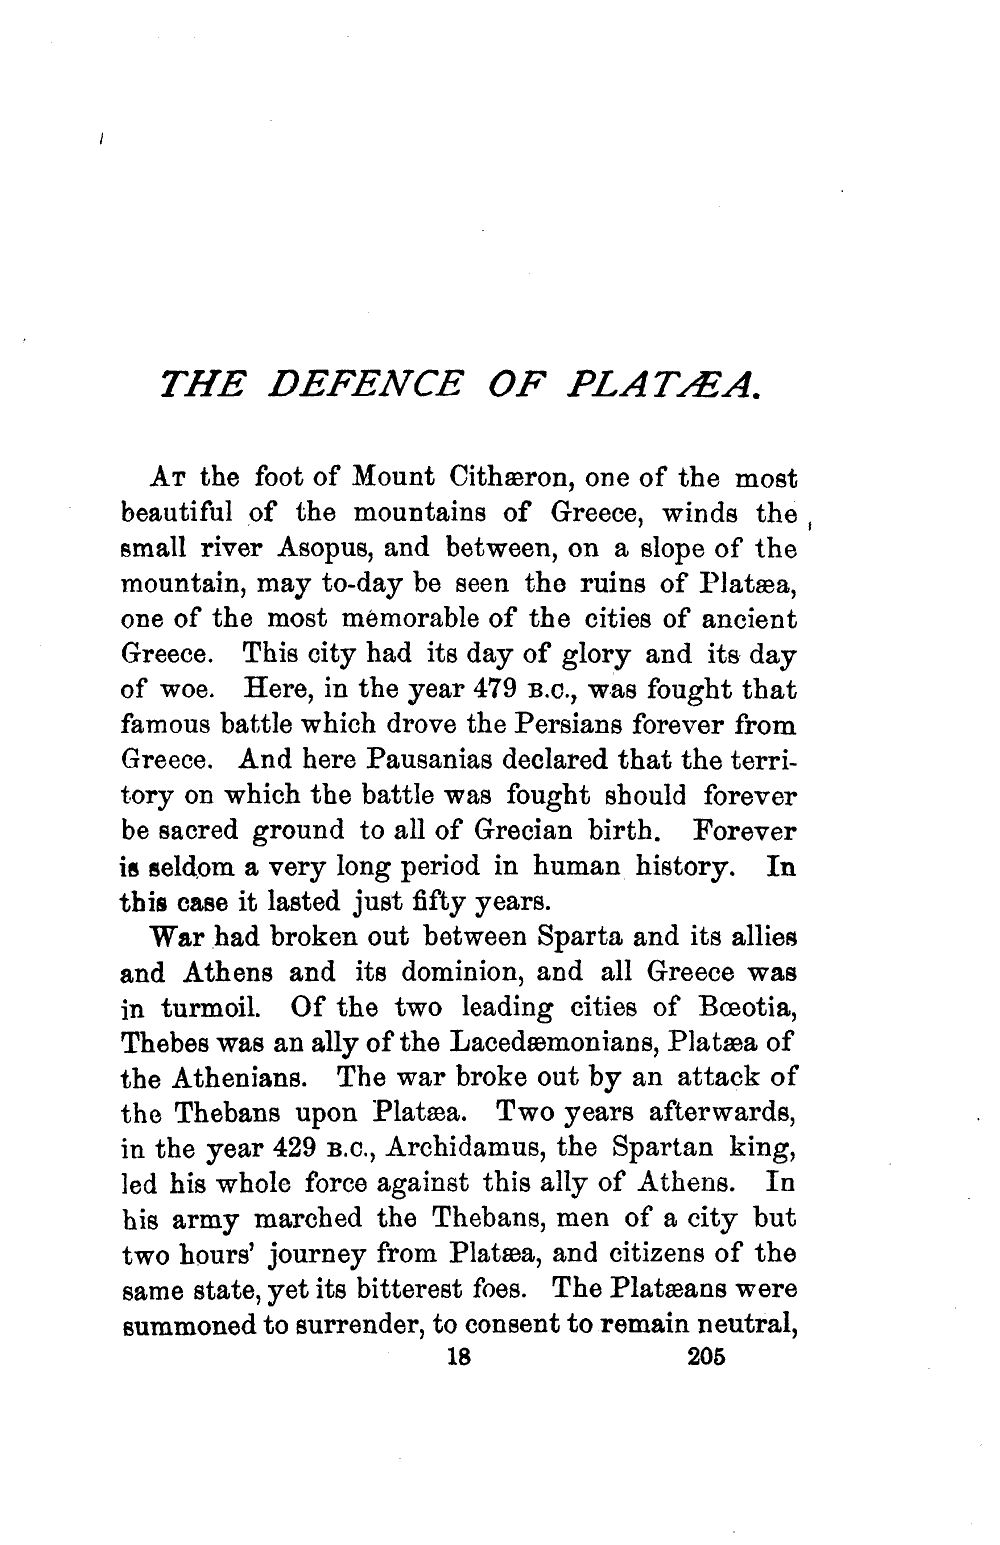 THE DEFENCE OF PLATÆA.
AT the foot of Mount Cithæron, one of the most
beautiful of the mountains of Greece, winds the
small river Asopus, and between, on a slope of the
mountain, may to-day be seen the ruins of Platæa,
one of the most memorable of the cities of ancient
Greece. This city had its day of glory and its day
of woe. Here, in the year 479 B.C., was fought that
famous battle which drove the Persians forever from
Greece. And here Pausanias declared that the terri-
tory on which the battle was fought should forever
be sacred ground to all of Grecian birth. Forever
is seldom a very long period in human history. In
this case it lasted just fifty years.
War had broken out between Sparta and its allies
and Athens and its dominion, and all Greece was
in turmoil. Of the two leading cities of Bœotia,
Thebes was an ally of the Lacedæmonians, Platæa of
the Athenians. The war broke out by an attack of
the Thebans upon Platæa. Two years afterwards,
in the year 429 B.C., Archidamus, the Spartan king,
led his whole force against this ally of Athens. In
his army marched the Thebans, men of a city but
two hours' journey from Platæa, and citizens of the
same state, yet its bitterest foes. The Platæans were
summoned to surrender, to consent to remain neutral,
18 205